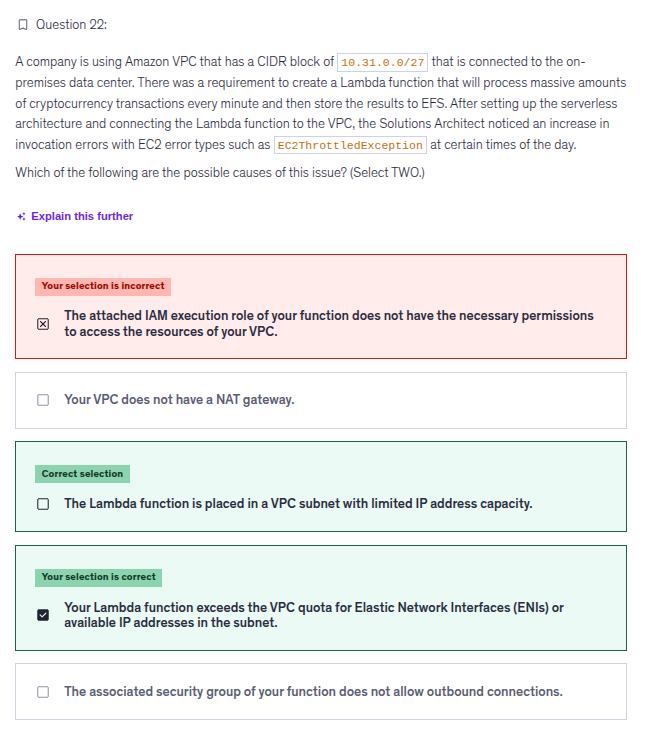 Question 22:
A company is using Amazon VPC that has a CIDR block of 10.31.0.0/27 that is connected to the on-
premises data center. There was a requirement to create a Lambda function that will process massive amounts
of cryptocurrency transactions every minute and then store the results to EFS. After setting up the serverless
architecture and connecting the Lambda function to the VPC, the Solutions Architect noticed an increase in
invocation errors with EC2 error types such as EC2ThrottledException at certain times of the day.
Which of the following are the possible causes of this issue? (Select TWO.)
Explain this further
Your selection is incorrect
The attached IAM execution role of your function does not have the necessary permissions
to access the resources of your VPC.
Your VPC does not have a NAT gateway.
Correct selection
The Lambda function is placed in a VPC subnet with limited IP address capacity.
Your selection is correct
Your Lambda function exceeds the VPC quota for Elastic Network Interfaces (ENIs) or
available IP addresses in the subnet.
The associated security group of your function does not allow outbound connections.